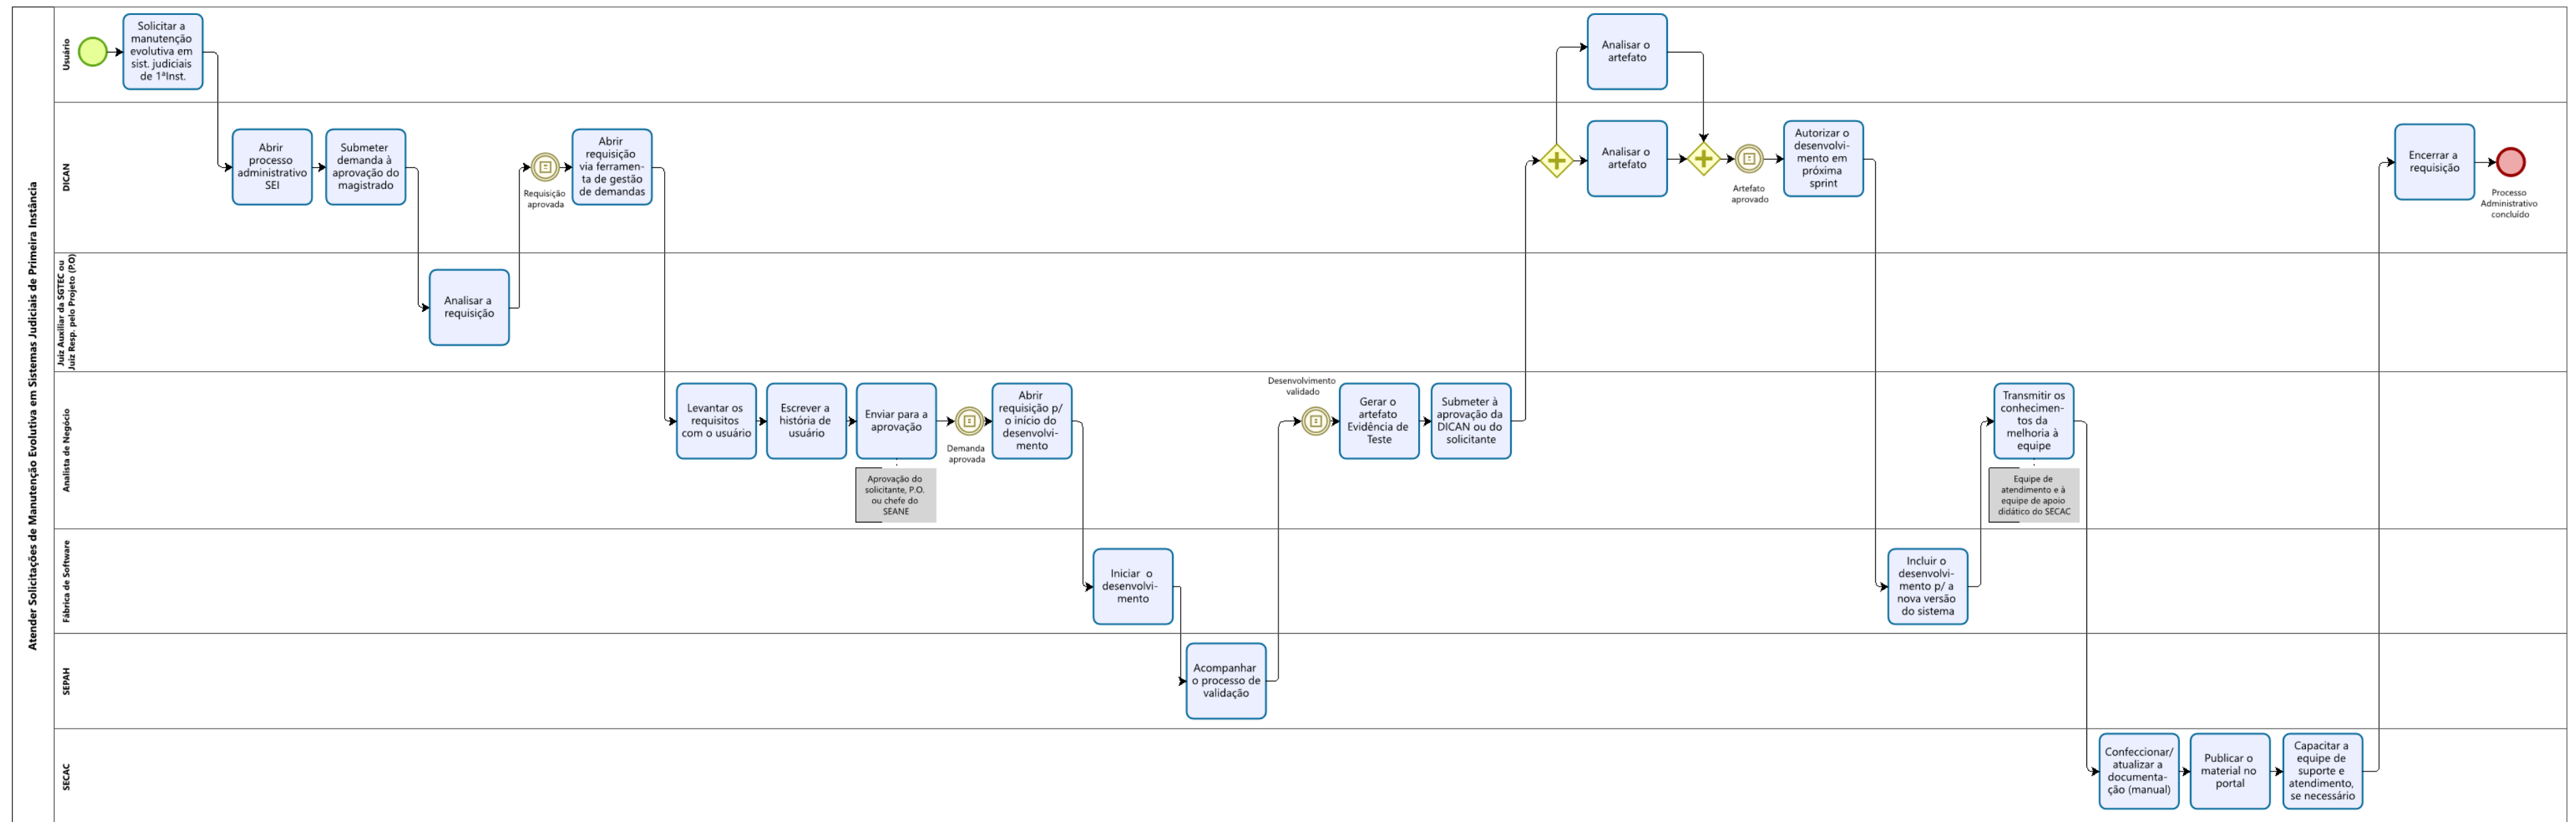 Atender Solicitações de Manutenção Evolutiva em Sistemas Judiciais de Primeira Instância
Usuário
Solicitar a
manutenção
evolutiva em
sist. judiciais
de 1ªInst.
Analisar o
artefato
DICAN
Abrir
processo
administrativo
SEI
Submeter
demanda à
aprovação do
magistrado
Requisição
aprovada
Abrir
requisição
via ferramen-
ta de gestão
de demandas
Analisar o
artefato
Artefato
aprovado
Autorizar o
desenvolvi-
mento em
próxima
sprint
Encerrar a
requisição
Processo
Administrativo
concluído
Juiz Auxiliar da SGTEC ou
Juiz Resp. pelo Projeto (P.O)
Analisar a
requisição
Analista de Negócio
Levantar os
requisitos
com o usuário
Escrever a
história de
usuário
Enviar para a
aprovação
Aprovação do
solicitante, P.O.
ou chefe do
SEANE
Demanda
aprovada
Abrir
requisição p/
o início do
desenvolvi-
mento
Desenvolvimento
validado
Gerar o
artefato
Evidência de
Teste
Submeter à
aprovação da
DICAN ou do
solicitante
Transmitir os
conhecimen-
tos da
melhoria à
equipe
Equipe de
atendimento e à
equipe de apoio
didático do SECAC
Fábrica de Software
Iniciar o
desenvolvi-
mento
Incluir o
desenvolvi-
mento p/ a
nova versão
do sistema
SEPAH
Acompanhar
o processo de
validação
SECAC
Confeccionar/
atualizar a
documenta-
ção (manual)
Publicar o
material no
portal
Capacitar a
equipe de
suporte e
atendimento,
se necessário